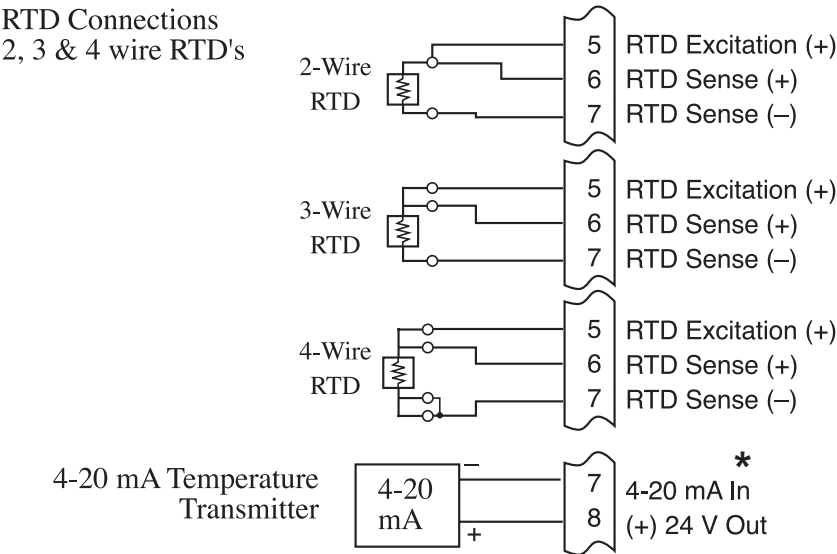 RTD Connections
2, 3 & 4 wire RTD's
2-Wire
RTD
5 RTD Excitation (+)
6 RTD Sense (+)
7 RTD Sense (–)
3-Wire
RTD
5 RTD Excitation (+)
6 RTD Sense (+)
7 RTD Sense (–)
4-Wire
RTD
5 RTD Excitation (+)
6 RTD Sense (+)
7 RTD Sense (–)
4-20 mA Temperature
Transmitter
4-20
mA
–
+
*
7 4-20 mA In
8 (+) 24 V Out